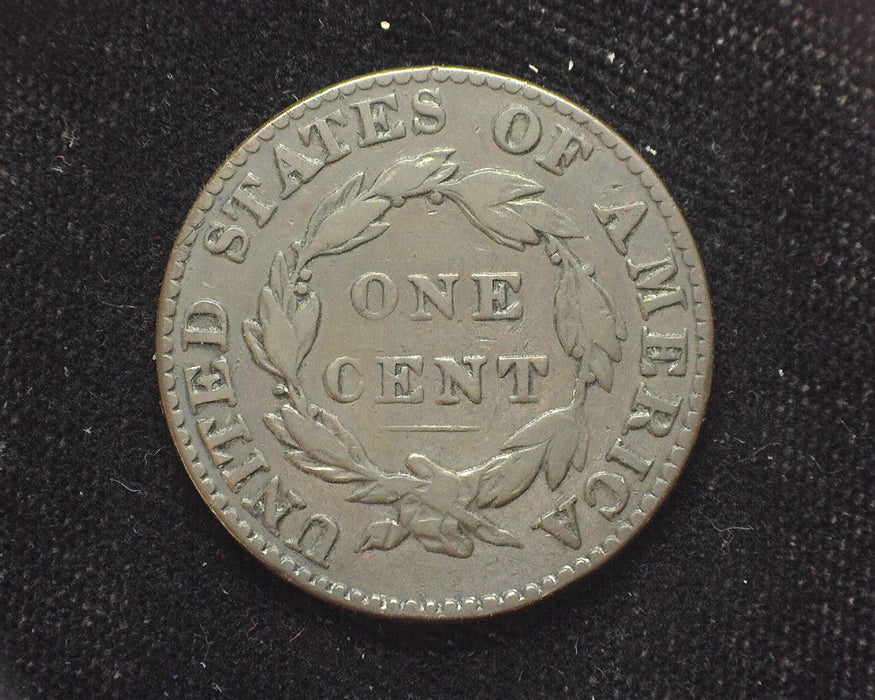 UNITED STATES OF AMERICA
ONE
CENT